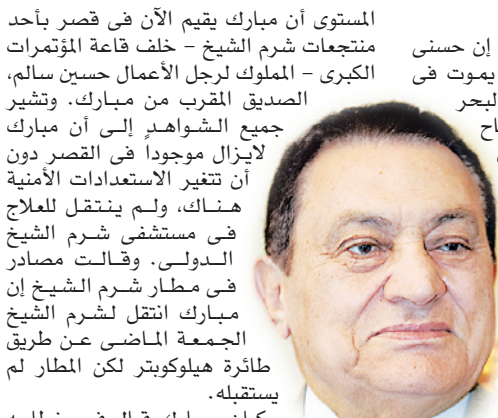 إن حسنى
يموت فى
المستوى أن مبارك يقيم الآن فى قصر بأحد
منتجعات شرم الشيخ – خلف قاعة المؤتمرات
الكبرى – المملوك لرجل الأعمال حسين سالم،
الصديق المقرب من مبارك. وتشير
جميع الشواهد إلى أن مبارك
لايزال موجوداً فى القصر دون
أن تتغير الاستعدادات الأمنية
هناك، ولم ينتقل للعلاج
فى مستشفى شرم الشيخ
الدولى. وقالت مصادر
فى مطار شرم الشيخ إن
مبارك انتقل لشرم الشيخ
الجمعة الماضى عن طريق
طائرة هيلوكوبتر لكن المطار لم
يستقبله.